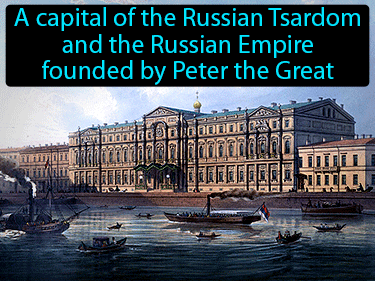 A capital of the Russian Tsardom
and the Russian Empire
founded by Peter the Great